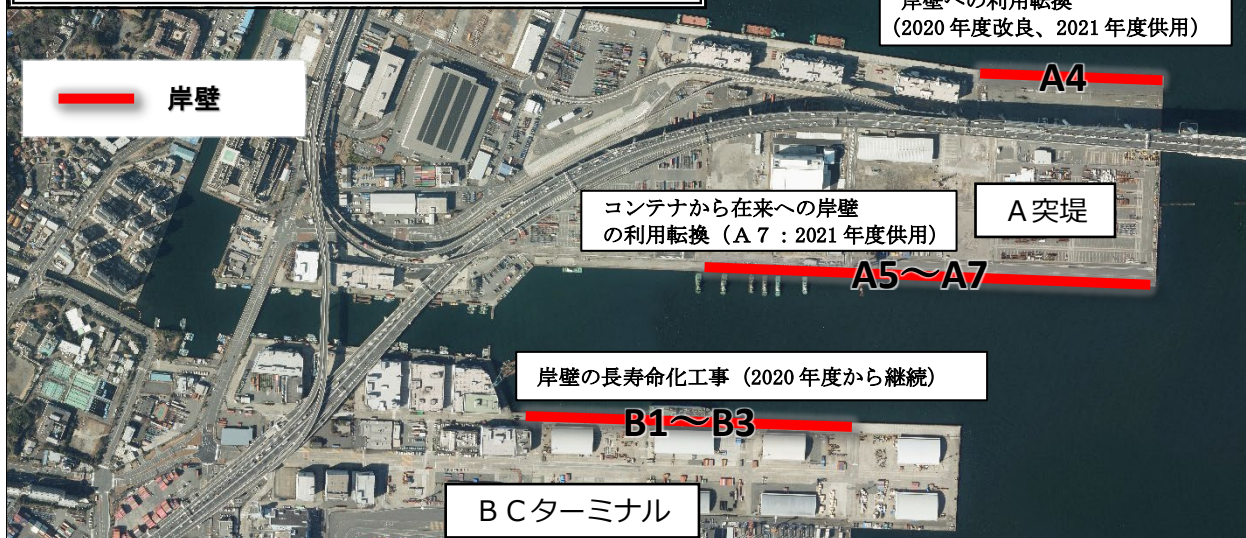 岸壁への利用転換
(2020 年度改良、2021 年度供用)
岸壁
A4
コンテナから在来への岸壁
の利用転換（Ａ７：2021 年度供用）
Ａ突堤
A5～A7
岸壁の長寿命化工事（2020 年度から継続）
B1～B3
ＢＣターミナル